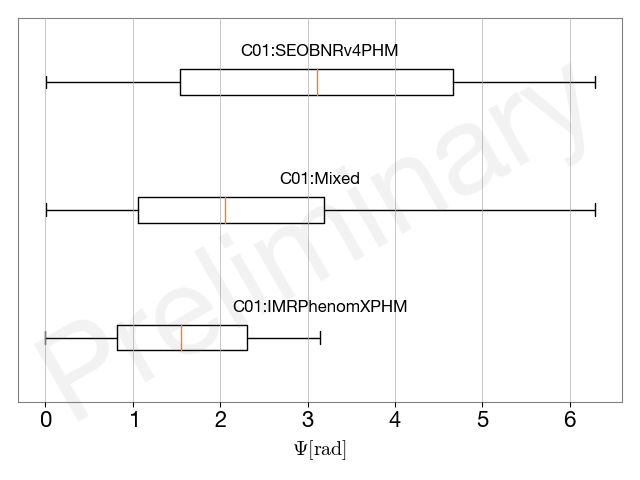 C01:SEOBNRv4PHM
C01:Mixed
C01:IMRPhenomXPHM
Preliminary
0 1 2 3 4 5 6
Ψ[rad]